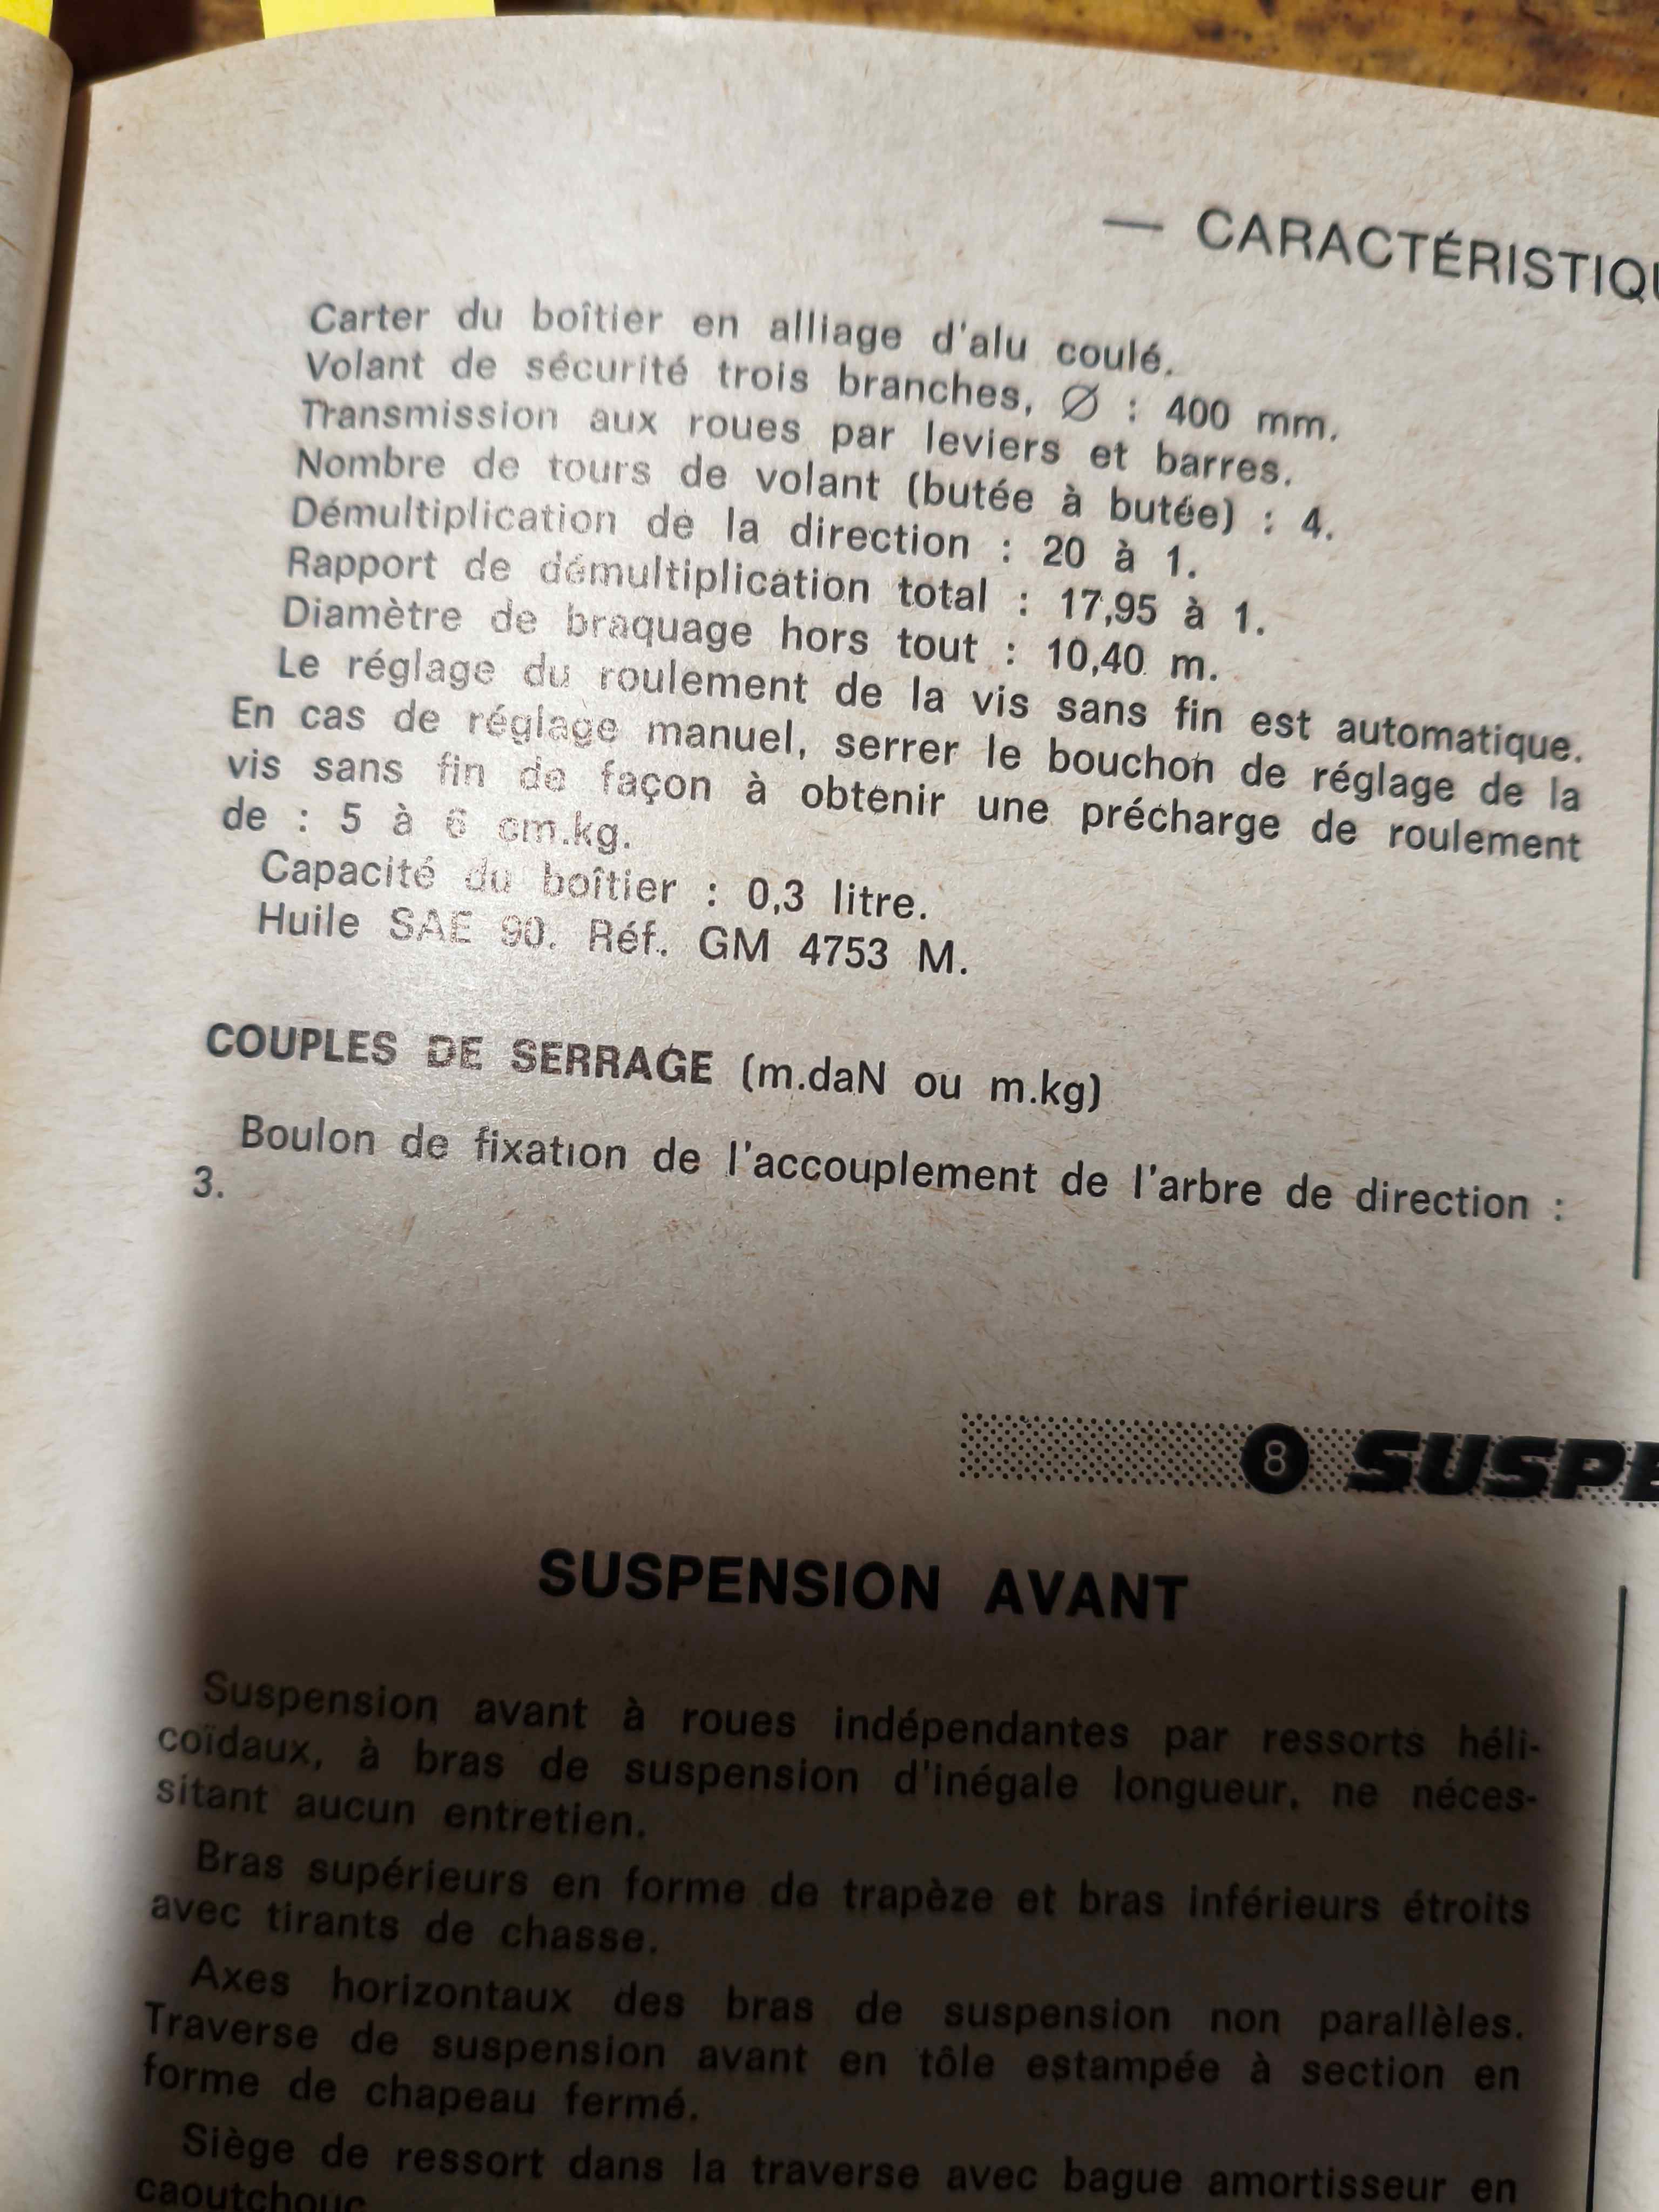 — CARACTÉRISTIQU
Carter du boîtier en alliage d'alu coulé.
Volant de sécurité trois branches, Ø : 400 mm.
Transmission aux roues par leviers et barres.
Nombre de tours de volant (butée à butée) : 4.
Démultiplication de la direction : 20 à 1.
Rapport de démultiplication total : 17,95 à 1.
Diamètre de braquage hors tout : 10,40 m.
Le réglage du roulement de la vis sans fin est automatique.
En cas de réglage manuel, serrer le bouchon de réglage de la
vis sans fin de façon à obtenir une précharge de roulement
de : 5 à 6 cm.kg.
Capacité du boîtier : 0,3 litre.
Huile SAE 90. Réf. GM 4753 M.
COUPLES DE SERRAGE (m.daN ou m.kg)
Boulon de fixation de l'accouplement de l'arbre de direction :
3.
8 SUSPE
SUSPENSION AVANT
Suspension avant à roues indépendantes par ressorts héli-
coïdaux, à bras de suspension d'inégale longueur, ne néces-
sitant aucun entretien.
Bras supérieurs en forme de trapèze et bras inférieurs étroits
avec tirants de chasse.
Axes horizontaux des bras de suspension non parallèles.
Traverse de suspension avant en tôle estampée à section en
forme de chapeau fermé.
Siège de ressort dans la traverse avec bague amortisseur en
caoutchouc